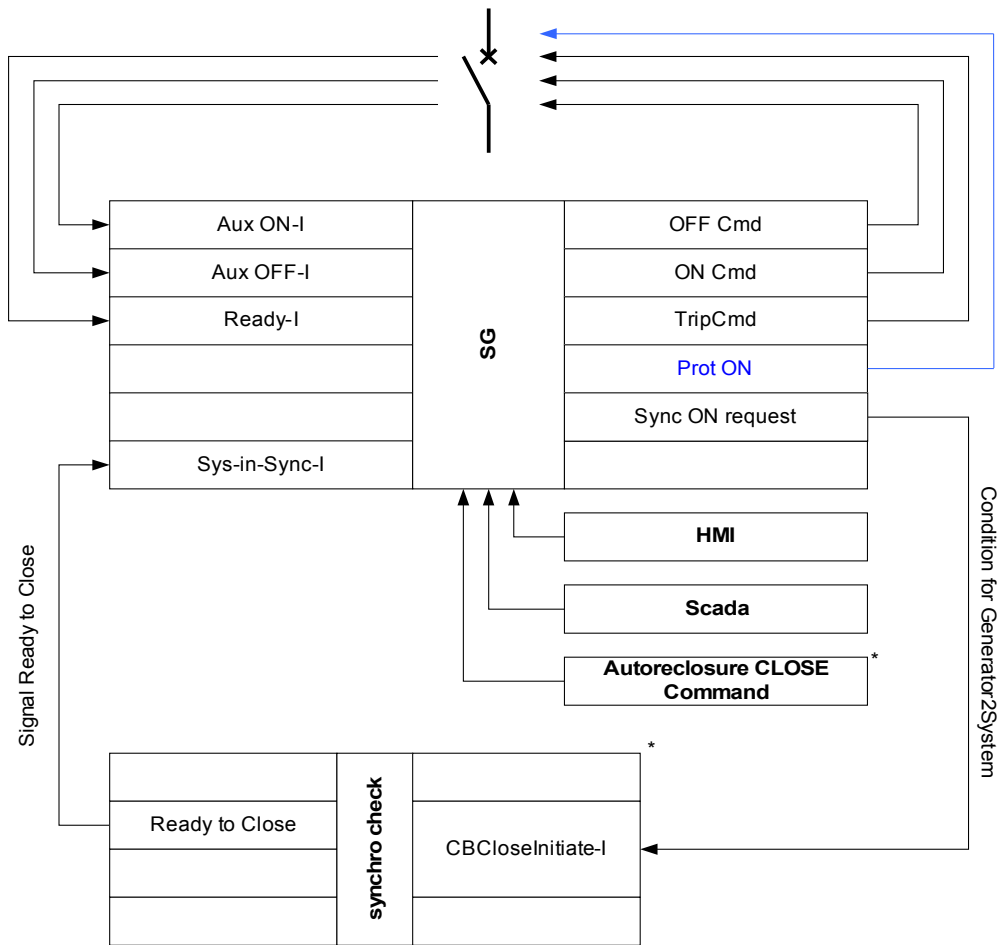 Aux ON-I
OFF Cmd
Aux OFF-I
ON Cmd
Ready-I
TripCmd
SG
Prot ON
Sync ON request
Sys-in-Sync-I
HMI
Scada
Autoreclosure CLOSE
Command
*
Signal Ready to Close
Condition for Generator2System
*
Ready to Close
synchro check
CBCloseInitiate-I